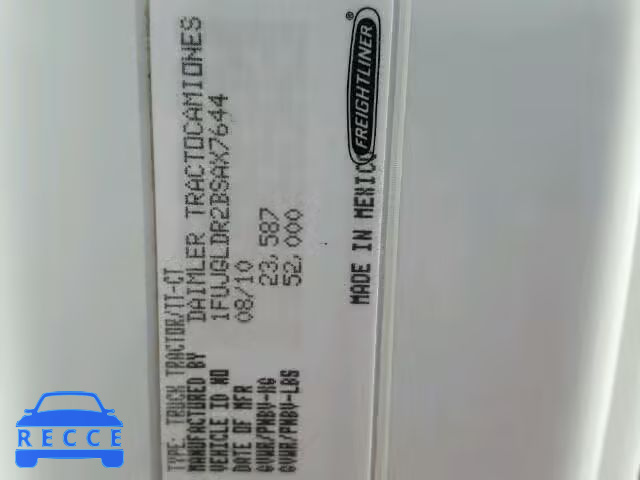 TYPE: TRUCK TRACTOR/TT-CT
MANUFACTURED BY DAIMLER TRACTOCAMIONES
VEHICLE ID NO 1FUJGLDR2BSAX7644
DATE OF MFR 08/10
GVWR/PNBV-KG 23,587
GVWR/PNBV-LBS 52,000
MADE IN MEXICO
FREIGHTLINER®
RECCE